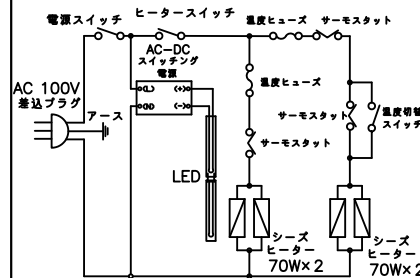 電源スイッチ
ヒータースイッチ
温度ヒューズ
サーモスタット
AC-DC
スイッチング
電源
AC 100V
差込プラグ
アース
(L)
(+)
(N)
(-)
温度ヒューズ
サーモスタット
サーモスタット
温度切替
スイッチ
LED
シーズ
ヒーター
70W×2
シーズ
ヒーター
70W×2